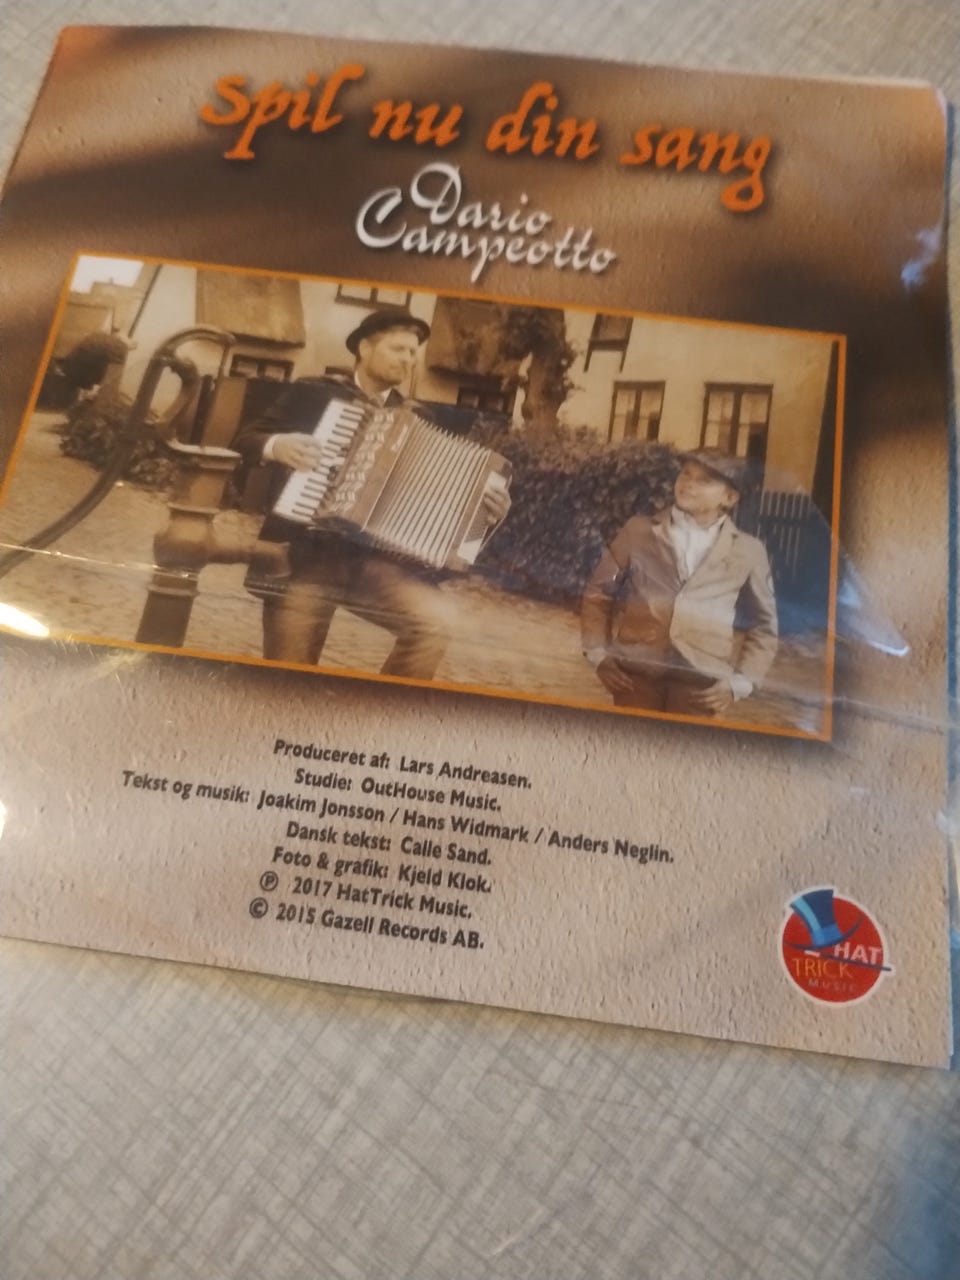 Spil nu din sang
Dario
Campeotto
Produceret af: Lars Andreasen.
Studie: OutHouse Music.
Tekst og musik: Joakim Jonsson / Hans Widmark / Anders Neglin.
Dansk tekst: Calle Sand.
Foto & grafik: Kjeld Klok.
℗ 2017 HatTrick Music.
© 2015 Gazell Records AB.
HAT
TRICK
MUSIC